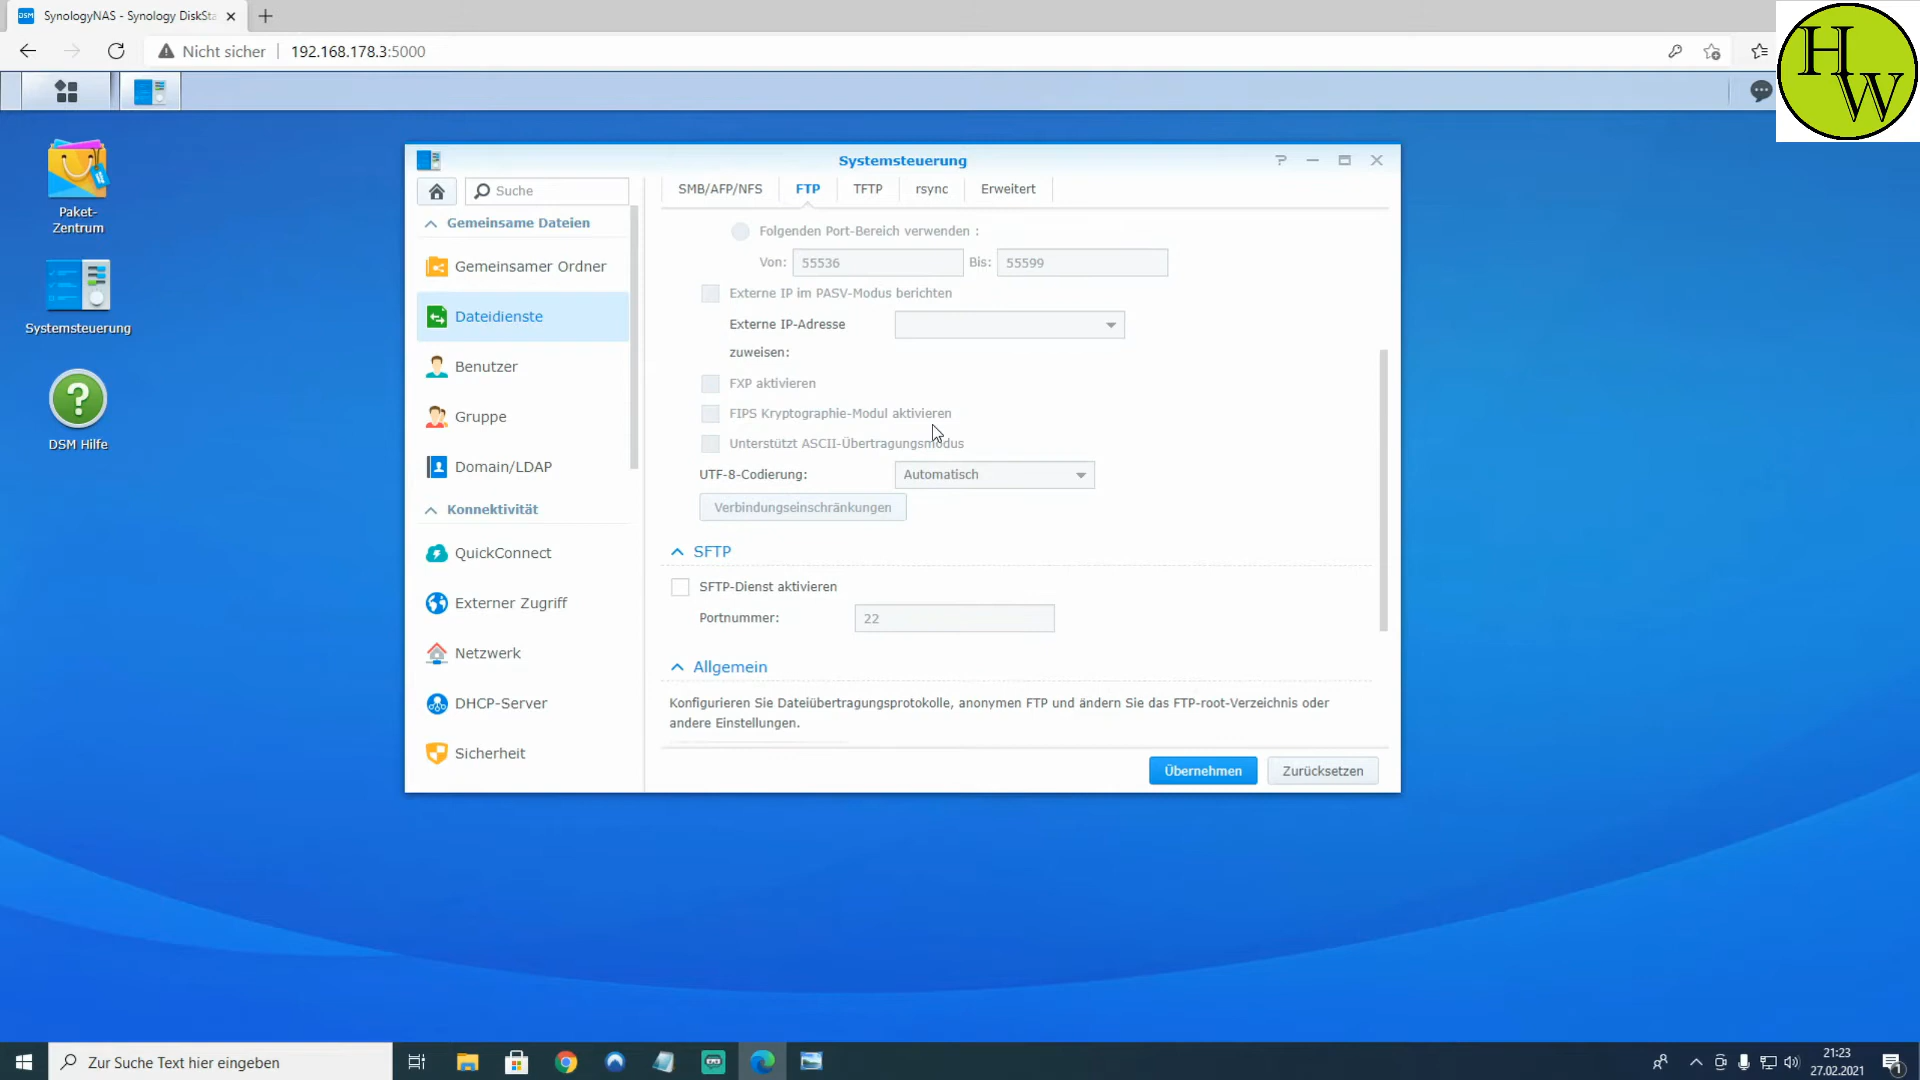 SynologyNAS - Synology DiskSta
Nicht sicher
192.168.178.3:5000
HW
Paket-
Zentrum
Systemsteuerung
DSM Hilfe
Systemsteuerung
Suche
SMB/AFP/NFS
FTP
TFTP
rsync
Erweitert
Gemeinsame Dateien
Gemeinsamer Ordner
Dateidienste
Benutzer
Gruppe
Domain/LDAP
Konnektivität
QuickConnect
Externer Zugriff
Netzwerk
DHCP-Server
Sicherheit
Folgenden Port-Bereich verwenden :
Von: 55536 Bis: 55599
Externe IP im PASV-Modus berichten
Externe IP-Adresse
zuweisen:
FXP aktivieren
FIPS Kryptographie-Modul aktivieren
Unterstützt ASCII-Übertragungsmodus
UTF-8-Codierung: Automatisch
Verbindungseinschränkungen
SFTP
SFTP-Dienst aktivieren
Portnummer: 22
Allgemein
Konfigurieren Sie Dateiübertragungsprotokolle, anonymen FTP und ändern Sie das FTP-root-Verzeichnis oder
andere Einstellungen.
Übernehmen
Zurücksetzen
Zur Suche Text hier eingeben
21:23
27.02.2021
1